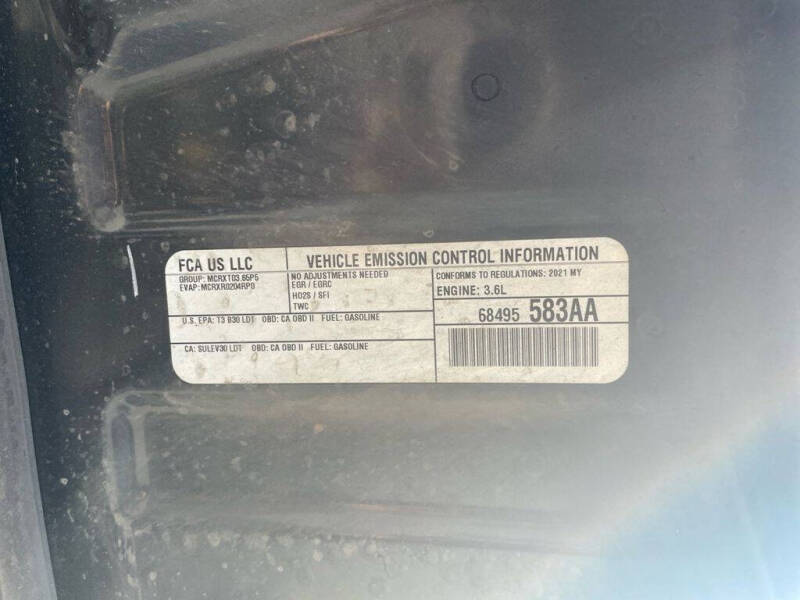 FCA US LLC
GROUP: MCRXT03.65P5
EVAP: MCRXR0204RP0
VEHICLE EMISSION CONTROL INFORMATION
NO ADJUSTMENTS NEEDED
EGR / EGRC
HO2S / SFI
TWC
CONFORMS TO REGULATIONS: 2021 MY
ENGINE: 3.6L
U.S. EPA: T3 B30 LDT OBD: CA OBD II FUEL: GASOLINE
68495 583AA
CA: SULEV30 LDT OBD: CA OBD II FUEL: GASOLINE